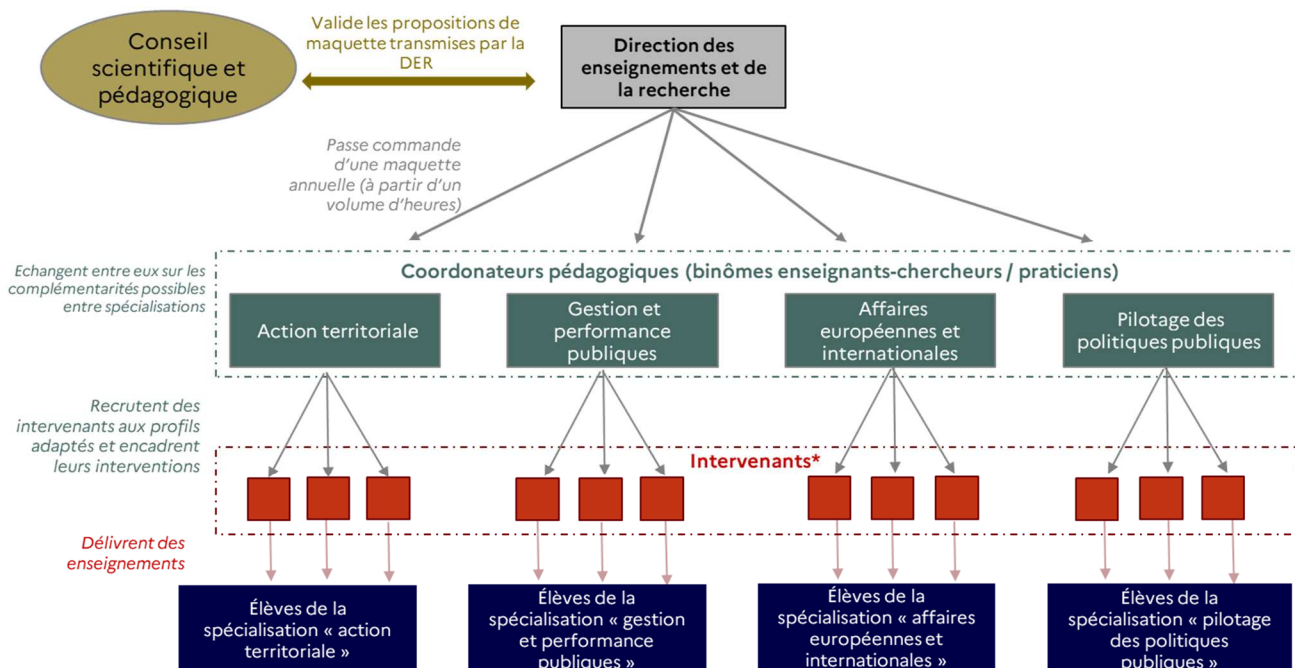 Conseil
scientifique et
pédagogique
Valide les propositions de
maquette transmises par la
DER
Direction des
enseignements et de
la recherche
Passe commande
d'une maquette
annuelle (à partir d'un
volume d'heures)
Echangent entre eux sur les
complémentarités possibles
entre spécialisations
Coordonateurs pédagogiques (binômes enseignants-chercheurs / praticiens)
Action territoriale
Gestion et
performance
publiques
Affaires
européennes et
internationales
Pilotage des
politiques publiques
Recrutent des
intervenants aux profils
adaptés et encadrent
leurs interventions
Intervenants*
Délivrent des
enseignements
Élèves de la
spécialisation « action
territoriale »
Élèves de la
spécialisation « gestion
et performance
publiques »
Élèves de la
spécialisation « affaires
européennes et
internationales »
Élèves de la
spécialisation « pilotage
des politiques
publiques »